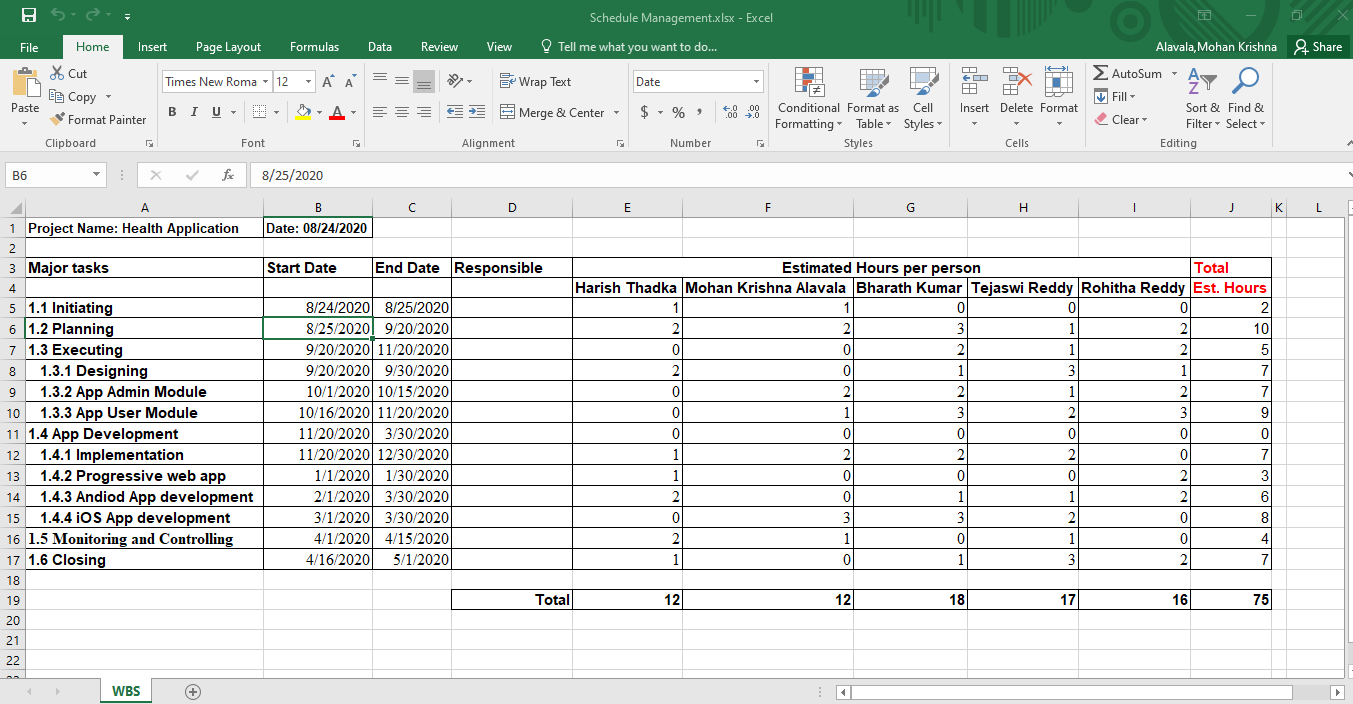 Schedule Management.xlsx - Excel
File Home Insert Page Layout Formulas Data Review View Tell me what you want to do... Alavala,Mohan Krishna Share
Cut
Copy
Format Painter
Paste
Clipboard
Times New Roma 12
B I U
Font
Wrap Text
Merge & Center
Alignment
Date
$ % ,
Number
Conditional Formatting
Format as Table
Cell Styles
Styles
Insert Delete Format
Cells
AutoSum
Fill
Clear
Sort & Filter
Find & Select
Editing
B6 fx 8/25/2020
A B C D E F G H I J K L
1 Project Name: Health Application Date: 08/24/2020
2
3 Major tasks Start Date End Date Responsible Estimated Hours per person Total
4 Harish Thadka Mohan Krishna Alavala Bharath Kumar Tejaswi Reddy Rohitha Reddy Est. Hours
5 1.1 Initiating 8/24/2020 8/25/2020 1 1 0 0 0 2
6 1.2 Planning 8/25/2020 9/20/2020 2 2 3 1 2 10
7 1.3 Executing 9/20/2020 11/20/2020 0 0 2 1 2 5
8 1.3.1 Designing 9/20/2020 9/30/2020 2 0 1 3 1 7
9 1.3.2 App Admin Module 10/1/2020 10/15/2020 0 2 2 1 2 7
10 1.3.3 App User Module 10/16/2020 11/20/2020 0 1 3 2 3 9
11 1.4 App Development 11/20/2020 3/30/2020 0 0 0 0 0 0
12 1.4.1 Implementation 11/20/2020 12/30/2020 1 2 2 2 0 7
13 1.4.2 Progressive web app 1/1/2020 1/30/2020 1 0 0 0 2 3
14 1.4.3 Andiod App development 2/1/2020 3/30/2020 2 0 1 1 2 6
15 1.4.4 iOS App development 3/1/2020 3/30/2020 0 3 3 2 0 8
16 1.5 Monitoring and Controlling 4/1/2020 4/15/2020 2 1 0 1 0 4
17 1.6 Closing 4/16/2020 5/1/2020 1 0 1 3 2 7
18
19 Total 12 12 18 17 16 75
20
21
22
WBS